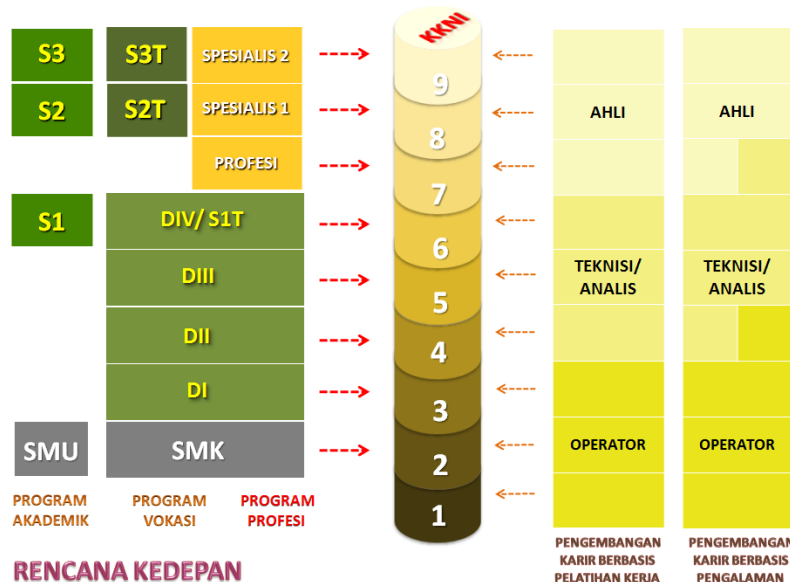 KKNI
S3
S3T
SPESIALIS 2
9
S2
S2T
SPESIALIS 1
8
AHLI
AHLI
PROFESI
7
S1
DIV/ S1T
6
DIII
5
TEKNISI/
ANALIS
TEKNISI/
ANALIS
DII
4
DI
3
SMU
SMK
2
OPERATOR
OPERATOR
1
PROGRAM
AKADEMIK
PROGRAM
VOKASI
PROGRAM
PROFESI
PENGEMBANGAN
KARIR BERBASIS
PELATIHAN KERJA
PENGEMBANGAN
KARIR BERBASIS
PENGALAMAN
RENCANA KEDEPAN